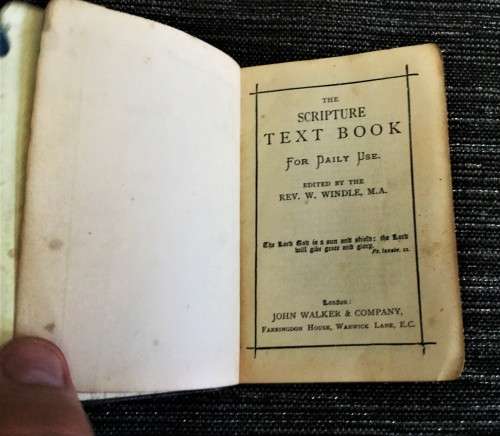 THE
SCRIPTURE
TEXT BOOK
FOR DAILY USE.
EDITED BY THE
REV. W. WINDLE, M.A.
The Lord God is a sun and shield: the Lord
will give grace and glory.
Ps. lxxxiv. 11.
London:
JOHN WALKER & COMPANY,
FARRINGDON HOUSE, WARWICK LANE, E.C.